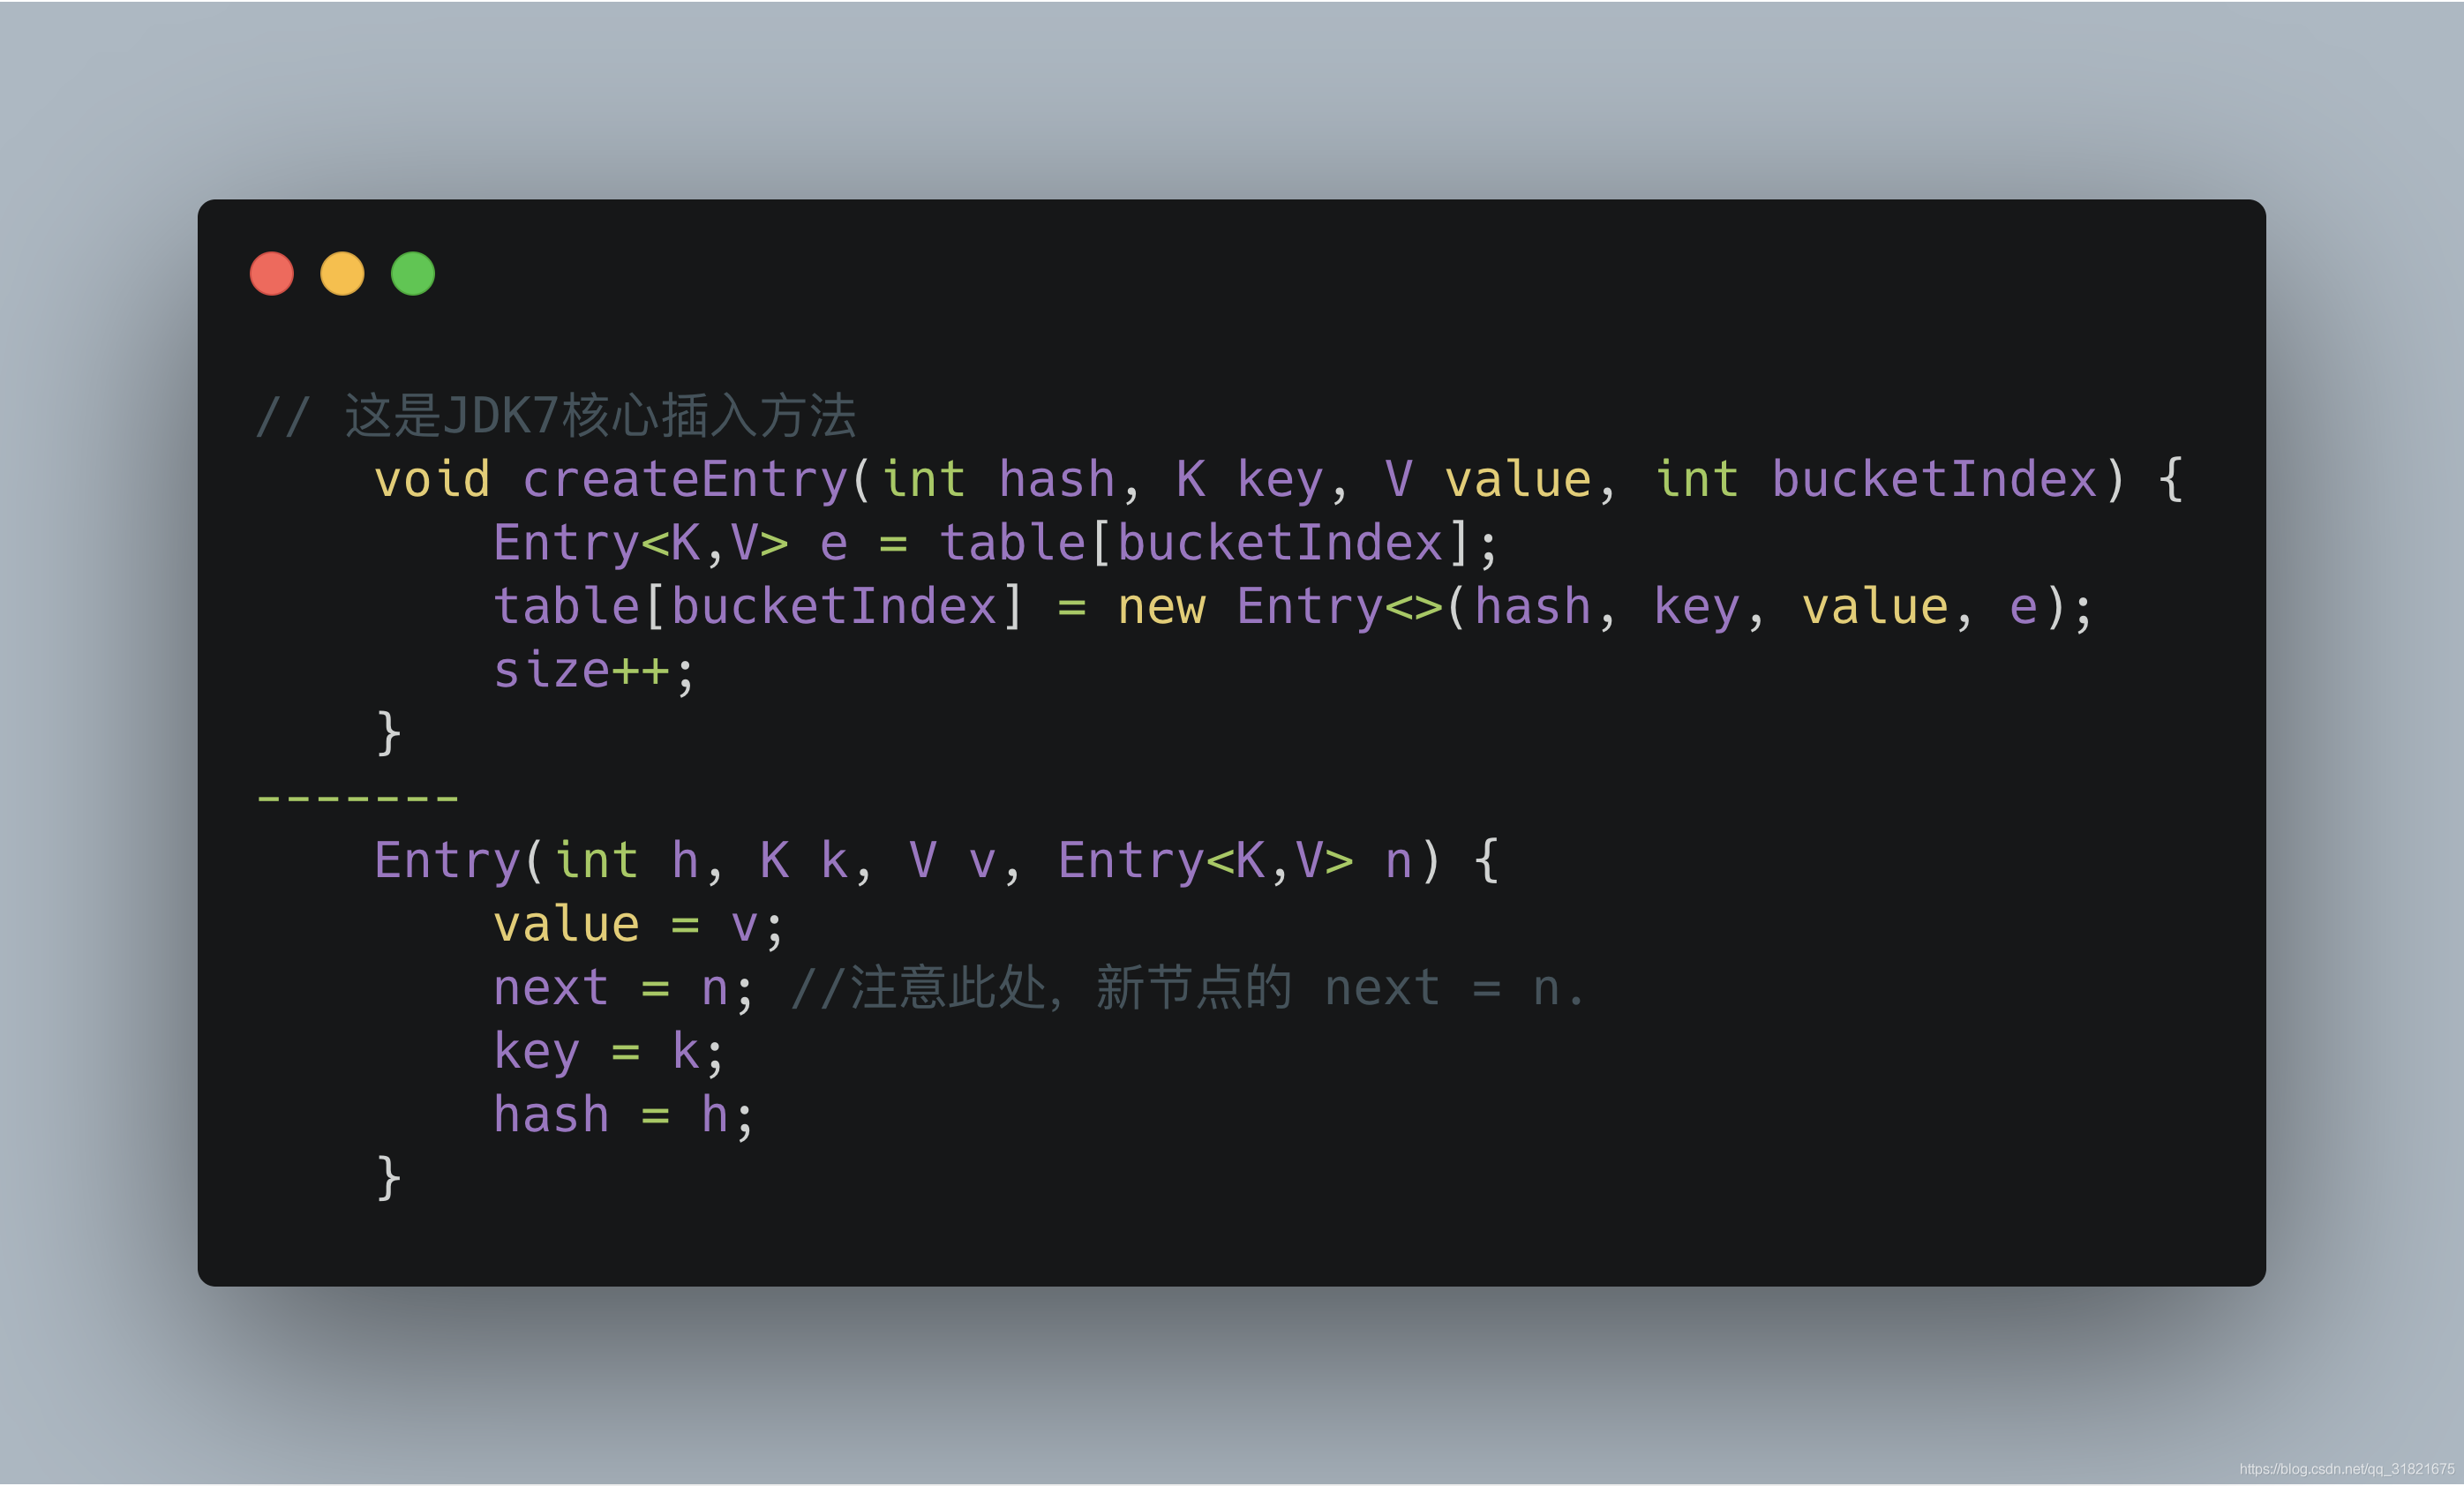 // 这是JDK7核心插入方法
void createEntry(int hash, K key, V value, int bucketIndex) {
Entry<K,V> e = table[bucketIndex];
table[bucketIndex] = new Entry<>(hash, key, value, e);
size++;
}
-------
Entry(int h, K k, V v, Entry<K,V> n) {
value = v;
next = n; //注意此处，新节点的 next = n.
key = k;
hash = h;
}
https://blog.csdn.net/qq_31821675